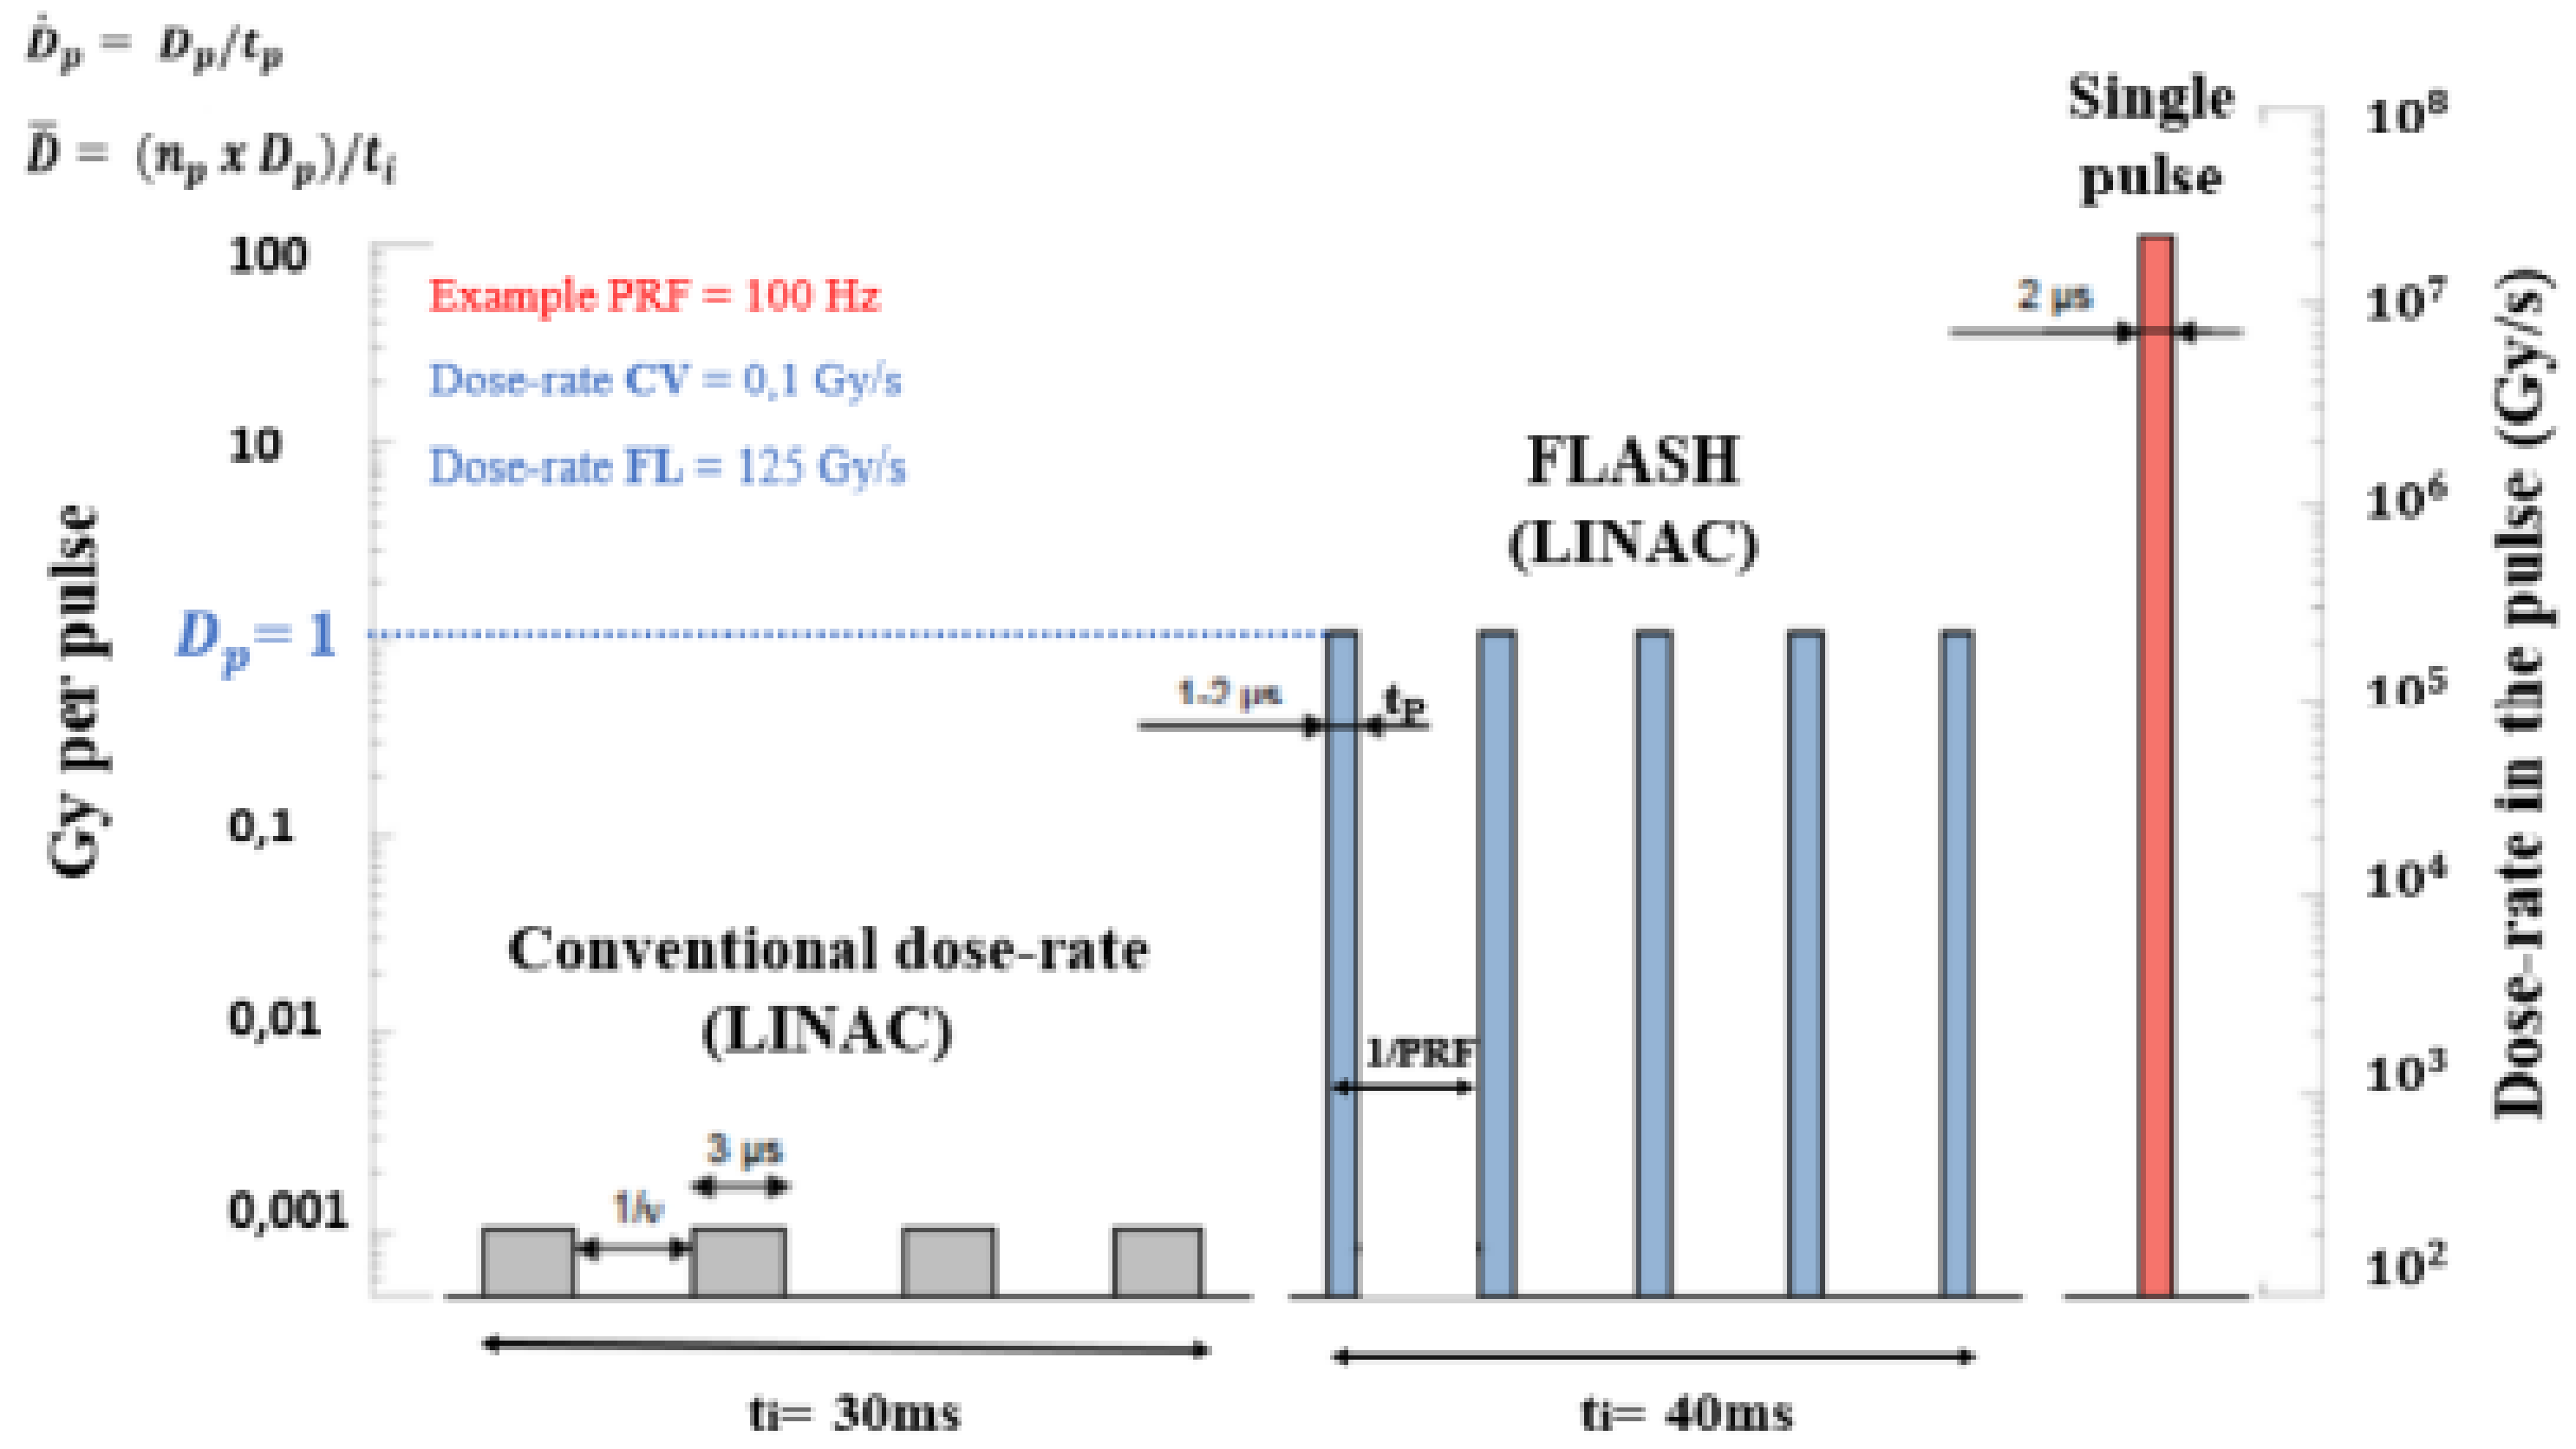 Ḋₚ = Dₚ/tₚ
D̄ = (nₚ x Dₚ)/tᵢ
Single
pulse
10⁸
100
Example PRF = 100 Hz
2 µs
10⁷
Dose-rate CV = 0,1 Gy/s
10
Dose-rate FL = 125 Gy/s
FLASH
(LINAC)
10⁶
Gy per pulse
Dₚ= 1
1-2 µs
tₚ
10⁵
Dose-rate in the pulse (Gy/s)
0,1
10⁴
Conventional dose-rate
(LINAC)
0,01
1/PRF
10³
3 µs
1/ν
0,001
10²
ti= 30ms
ti= 40ms